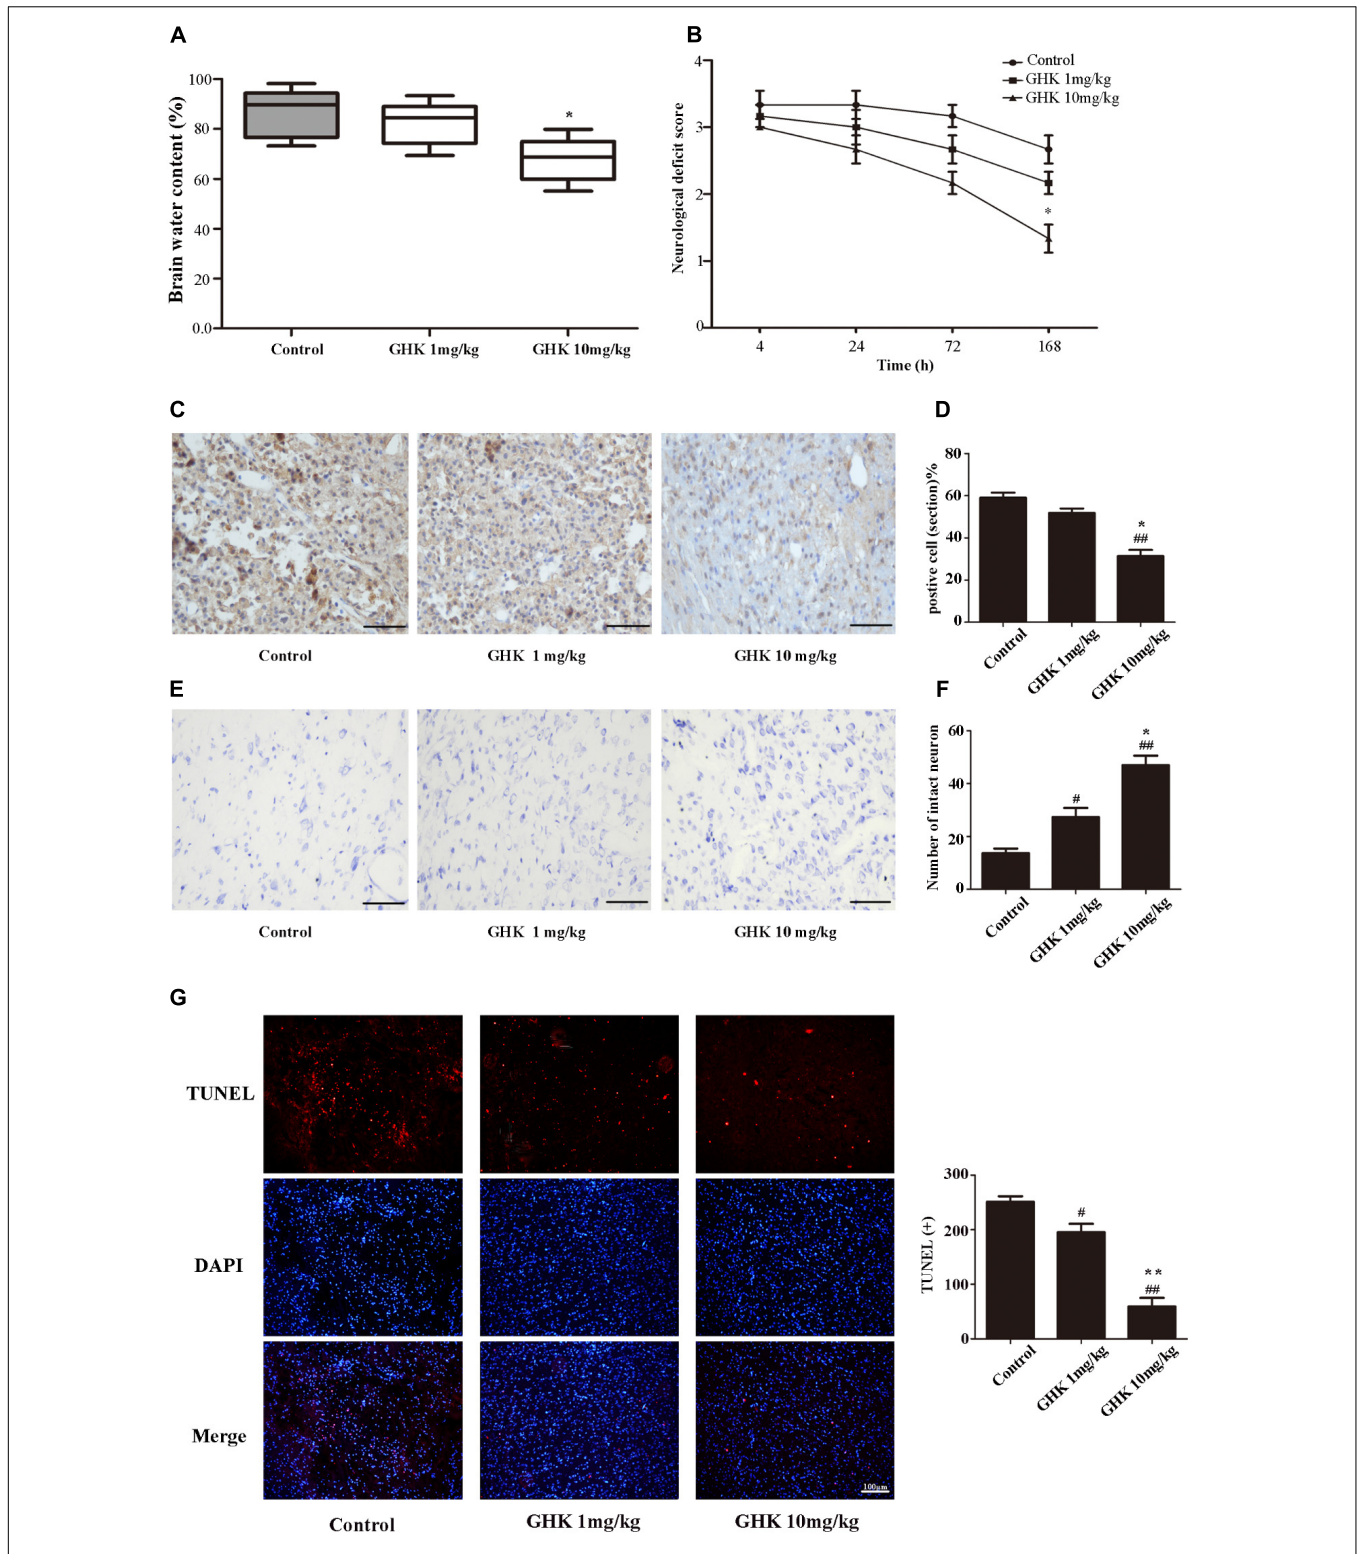 A
100
80
60
40
20
0.0
Brain water content (%)
*
Control
GHK 1mg/kg
GHK 10mg/kg
B
4
3
2
1
0
Neurological deficit score
Control
GHK 1mg/kg
GHK 10mg/kg
*
4
24
72
168
Time (h)
C
Control
GHK 1 mg/kg
GHK 10 mg/kg
D
80
60
40
20
0
postive cell (section)%
*
##
Control
GHK 1mg/kg
GHK 10mg/kg
E
Control
GHK 1 mg/kg
GHK 10 mg/kg
F
60
40
20
0
Number of intact neuron
#
*
##
Control
GHK 1mg/kg
GHK 10mg/kg
G
TUNEL
DAPI
Merge
100μm
Control
GHK 1mg/kg
GHK 10mg/kg
300
200
100
0
TUNEL (+)
#
**
##
Control
GHK 1mg/kg
GHK 10mg/kg